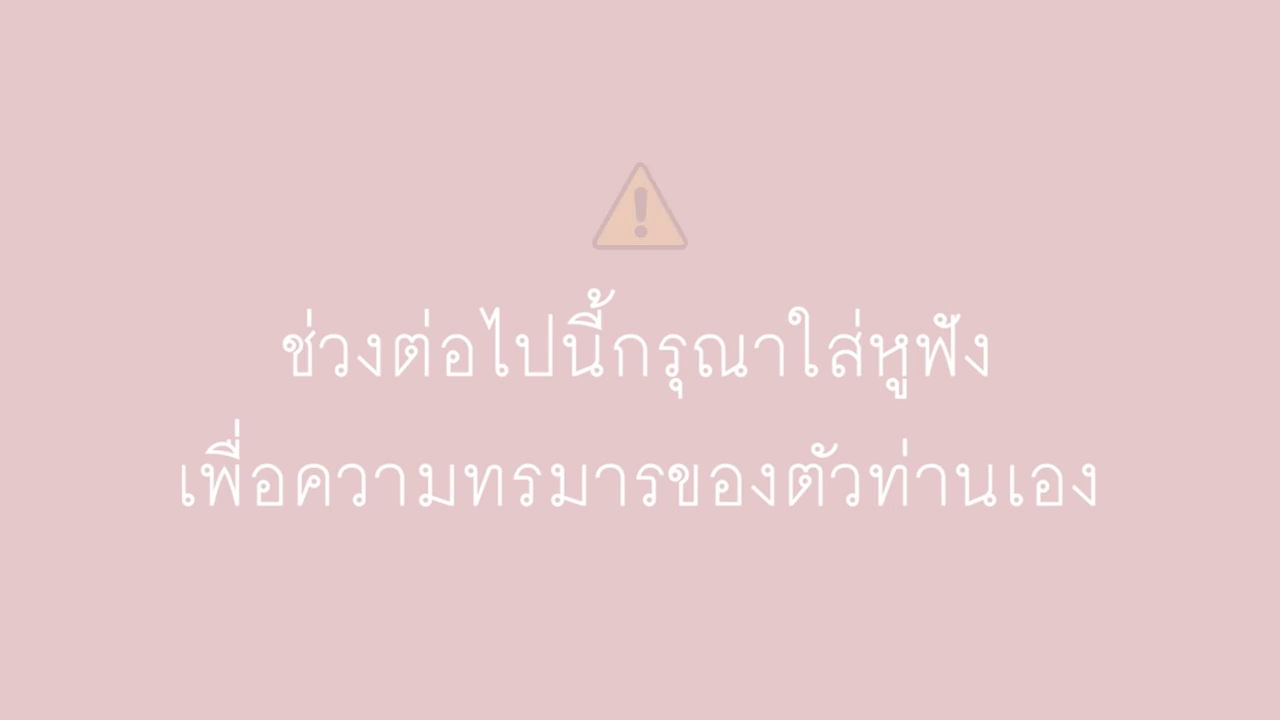 ช่วงต่อไปนี้กรุณาใส่หูฟัง
เพื่อความทรมารของตัวท่านเอง